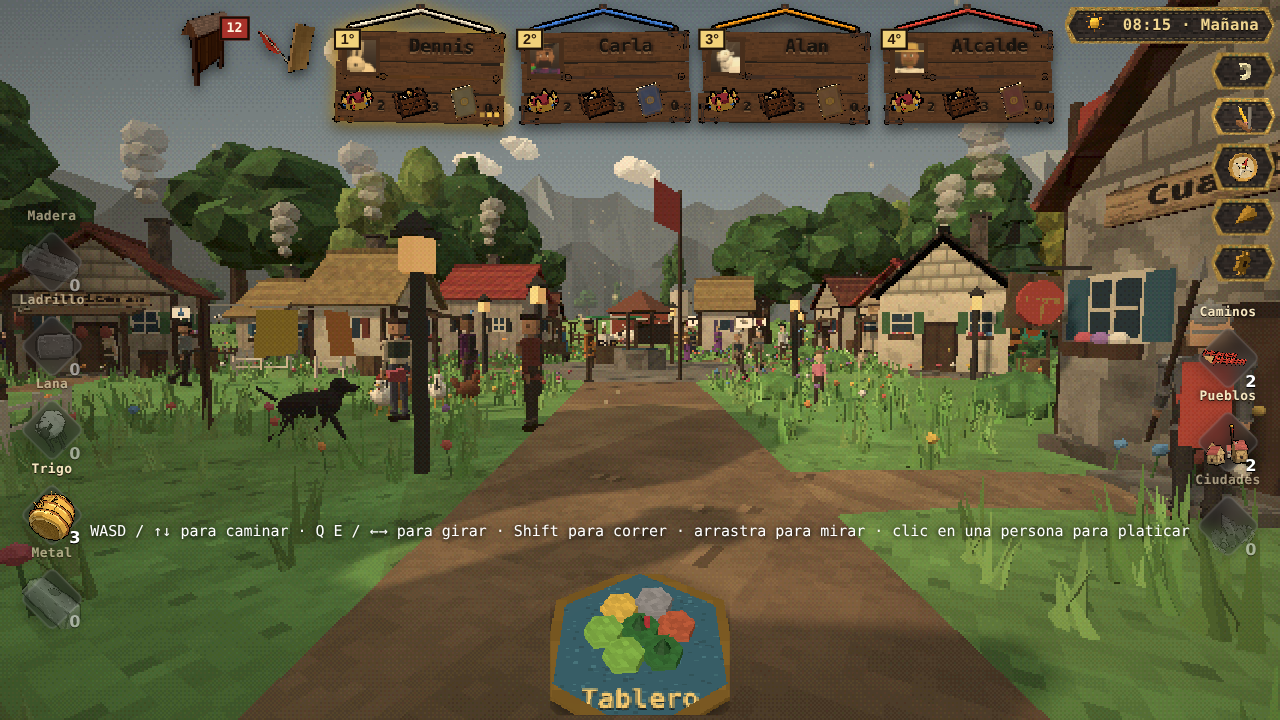 12
1°
Dennis
2
3
0
2°
Carla
2
3
0
3°
Alan
2
3
0
4°
Alcalde
2
3
0
08:15 · Mañana
Cua
Madera
0
Ladrillo
0
Lana
0
Trigo
3
Metal
0
Caminos
2
Pueblos
2
Ciudades
0
WASD / ↑↓ para caminar · Q E / ←→ para girar · Shift para correr · arrastra para mirar · clic en una persona para platicar
Tablero